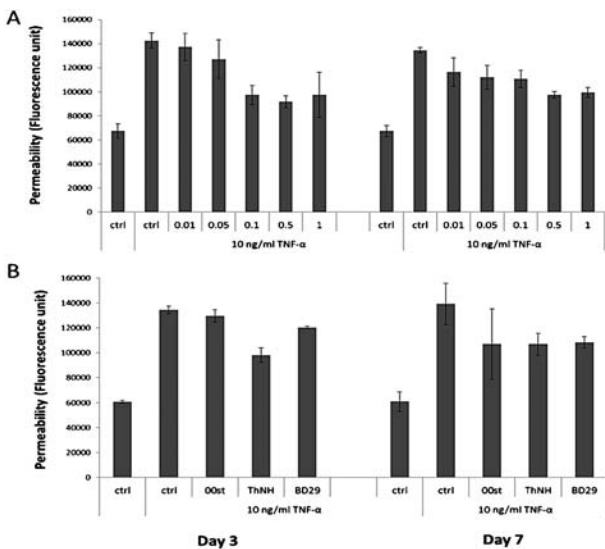 A
Permeability (Fluorescence unit)
160000
140000
120000
100000
80000
60000
40000
20000
0
ctrl ctrl 0.01 0.05 0.1 0.5 1 ctrl ctrl 0.01 0.05 0.1 0.5 1
10 ng/ml TNF-α 10 ng/ml TNF-α
B
Permeability (Fluorescence unit)
160000
140000
120000
100000
80000
60000
40000
20000
0
ctrl ctrl 00st ThNH BD29 ctrl ctrl 00st ThNH BD29
10 ng/ml TNF-α 10 ng/ml TNF-α
Day 3 Day 7